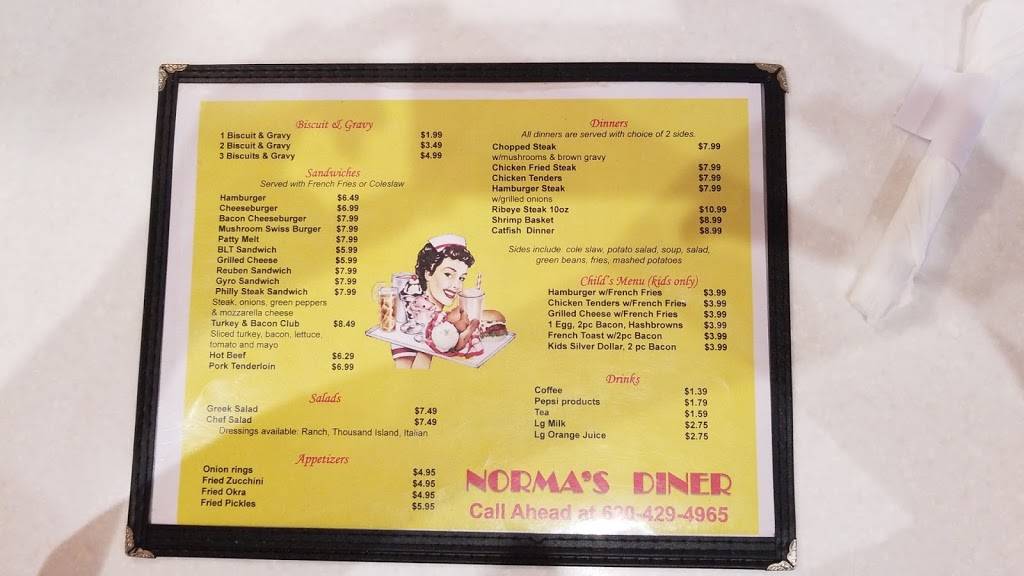 Biscuit & Gravy
1 Biscuit & Gravy $1.99
2 Biscuit & Gravy $3.49
3 Biscuits & Gravy $4.99
Sandwiches
Served with French Fries or Coleslaw
Hamburger $6.49
Cheeseburger $6.99
Bacon Cheeseburger $7.99
Mushroom Swiss Burger $7.99
Patty Melt $7.99
BLT Sandwich $5.99
Grilled Cheese $5.99
Reuben Sandwich $7.99
Gyro Sandwich $7.99
Philly Steak Sandwich $7.99
Steak, onions, green peppers
& mozzarella cheese
Turkey & Bacon Club $8.49
Sliced turkey, bacon, lettuce,
tomato and mayo
Hot Beef $6.29
Pork Tenderloin $6.99
Salads
Greek Salad $7.49
Chef Salad $7.49
Dressings available: Ranch, Thousand Island, Italian
Appetizers
Onion rings $4.95
Fried Zucchini $4.95
Fried Okra $4.95
Fried Pickles $5.95
Dinners
All dinners are served with choice of 2 sides.
Chopped Steak $7.99
w/mushrooms & brown gravy
Chicken Fried Steak $7.99
Chicken Tenders $7.99
Hamburger Steak $7.99
w/grilled onions
Ribeye Steak 10oz $10.99
Shrimp Basket $8.99
Catfish Dinner $8.99
Sides include cole slaw, potato salad, soup, salad,
green beans, fries, mashed potatoes
Child's Menu (kids only)
Hamburger w/French Fries $3.99
Chicken Tenders w/French Fries $3.99
Grilled Cheese w/French Fries $3.99
1 Egg, 2pc Bacon, Hashbrowns $3.99
French Toast w/2pc Bacon $3.99
Kids Silver Dollar, 2 pc Bacon $3.99
Drinks
Coffee $1.39
Pepsi products $1.79
Tea $1.59
Lg Milk $2.75
Lg Orange Juice $2.75
NORMA'S DINER
Call Ahead at 620-429-4965